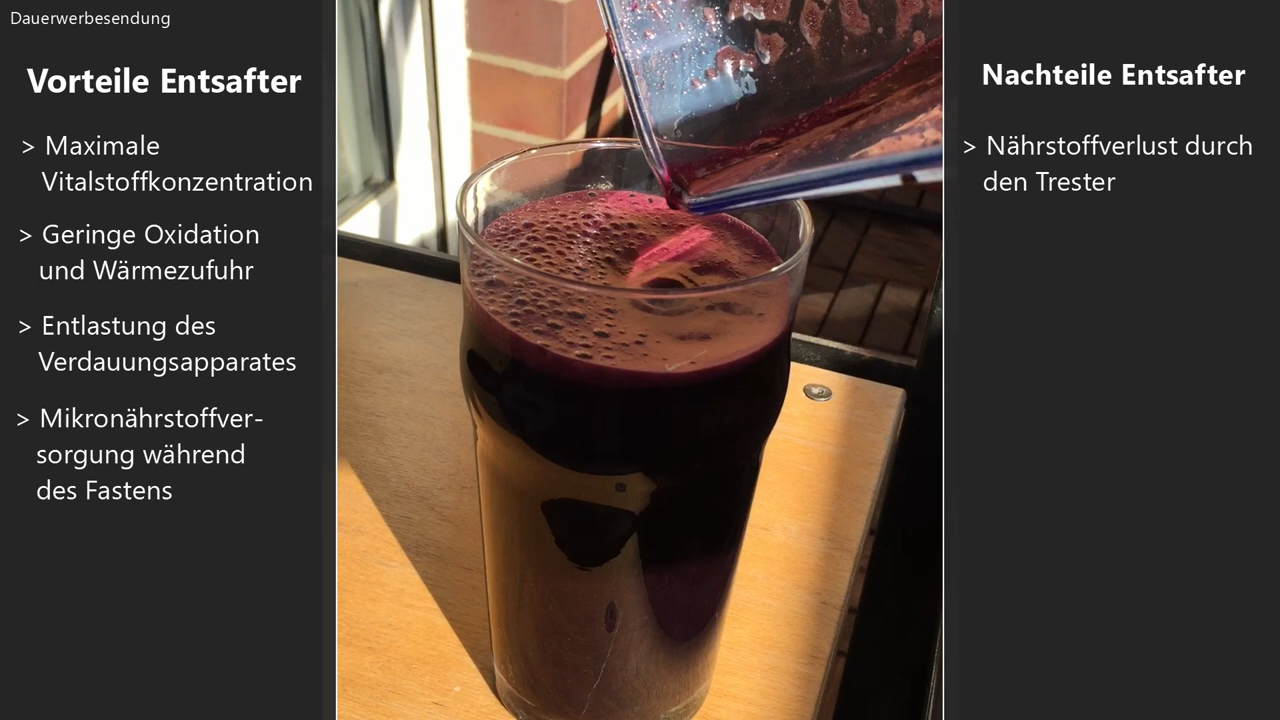 Dauerwerbesendung
Vorteile Entsafter
> Maximale
Vitalstoffkonzentration
> Geringe Oxidation
und Wärmezufuhr
> Entlastung des
Verdauungsapparates
> Mikronährstoffver-
sorgung während
des Fastens
Nachteile Entsafter
> Nährstoffverlust durch
den Trester